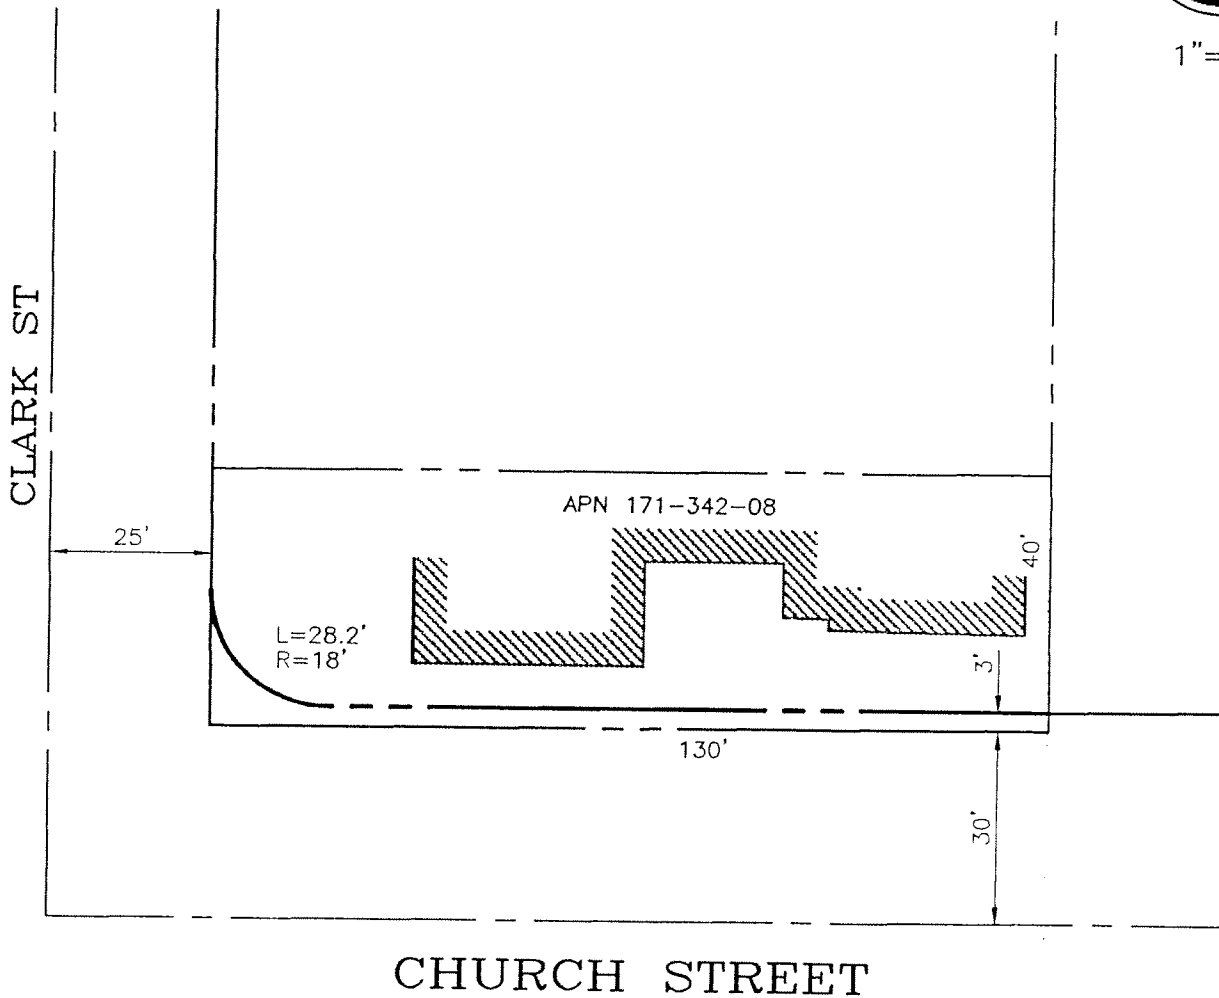 1"=
CLARK ST
APN 171-342-08
25'
40'
L=28.2'
R=18'
3'
130'
30'
CHURCH STREET